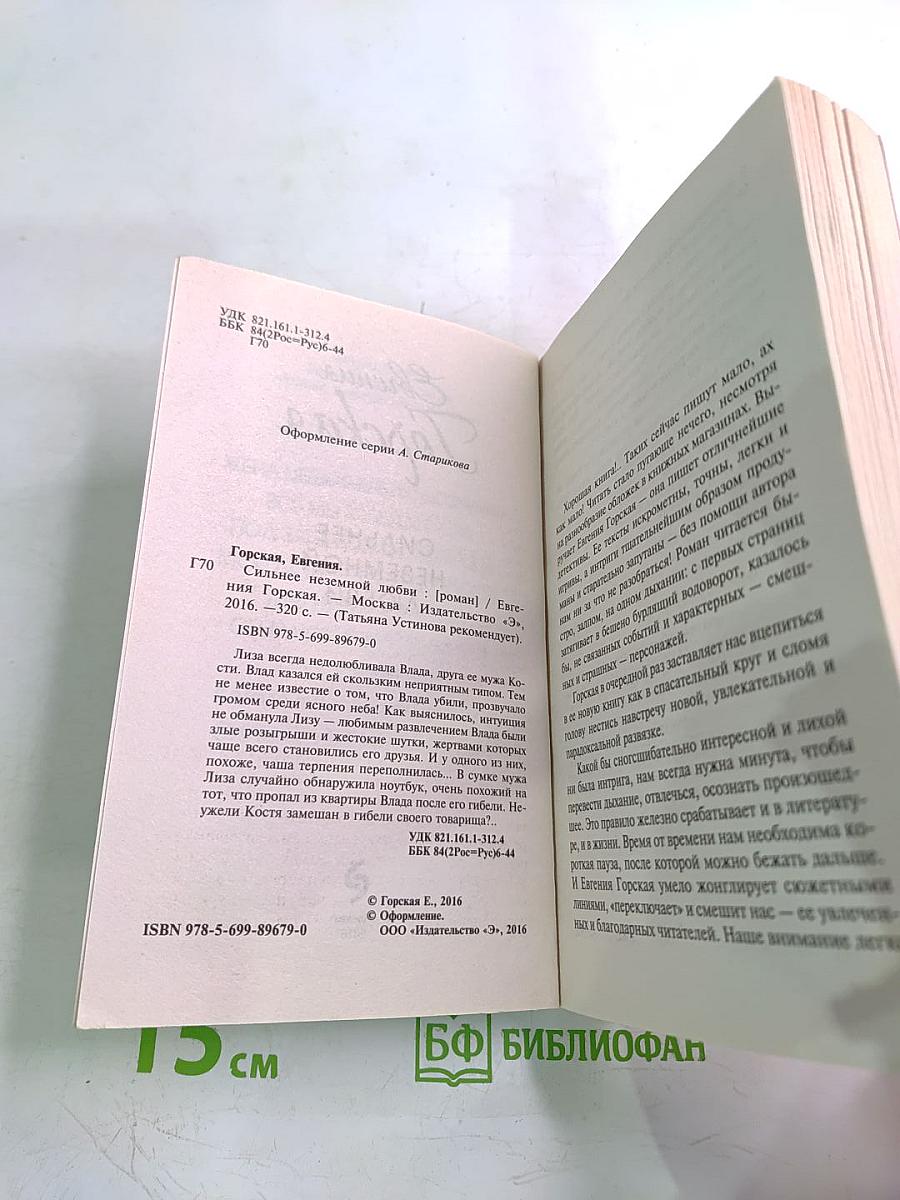 УДК 821.161.1-312.4
ББК 84(2Рос=Рус)6-44
Г70
Оформление серии А. Старикова
Горская, Евгения.
Г70 Сильнее неземной любви : [роман] / Евге-
ния Горская. — Москва : Издательство «Э»,
2016. —320 с. — (Татьяна Устинова рекомендует).
ISBN 978-5-699-89679-0
Лиза всегда недолюбливала Влада, друга ее мужа Ко-
сти. Влад казался ей скользким неприятным типом. Тем
не менее известие о том, что Влада убили, прозвучало
громом среди ясного неба! Как выяснилось, интуиция
не обманула Лизу — любимым развлечением Влада были
злые розыгрыши и жестокие шутки, жертвами которых
чаще всего становились его друзья. И у одного из них,
похоже, чаша терпения переполнилась... В сумке мужа
Лиза случайно обнаружила ноутбук, очень похожий на
тот, что пропал из квартиры Влада после его гибели. Не-
ужели Костя замешан в гибели своего товарища?..
УДК 821.161.1-312.4
ББК 84(2Рос=Рус)6-44
© Горская Е., 2016
© Оформление.
ООО «Издательство «Э», 2016
ISBN 978-5-699-89679-0
Хорошая книга!.. Таких сейчас пишут мало, ах
как мало! Читать стало пугающе нечего, несмотря
на разнообразие обложек в книжных магазинах. Вы-
ручает Евгения Горская — она пишет отличнейшие
детективы. Ее тексты искрометны, точны, легки и
игривы, а интриги тщательнейшим образом проду-
маны и старательно запутаны — без помощи автора
нам ни за что не разобраться! Роман читается бы-
стро, залпом, на одном дыхании: с первых страниц
затягивает в бешено бурлящий водоворот, казалось
бы, не связанных событий и характерных — смеш-
ных и страшных — персонажей.
Горская в очередной раз заставляет нас вцепиться
в ее новую книгу как в спасательный круг и сломя
голову нестись навстречу новой, увлекательной и
парадоксальной развязке.
Какой бы сногсшибательно интересной и лихой
ни была интрига, нам всегда нужна минута, чтобы
перевести дыхание, отвлечься, осознать произошед-
шее. Это правило железно срабатывает и в литерату-
ре, и в жизни. Время от времени нам необходима ко-
роткая пауза, после которой можно бежать дальше.
И Евгения Горская умело жонглирует сюжетными
линиями, «переключает» и смешит нас — ее увлечен-
ных и благодарных читателей. Наше внимание легко
15 см
БФ БИБЛИОФАН